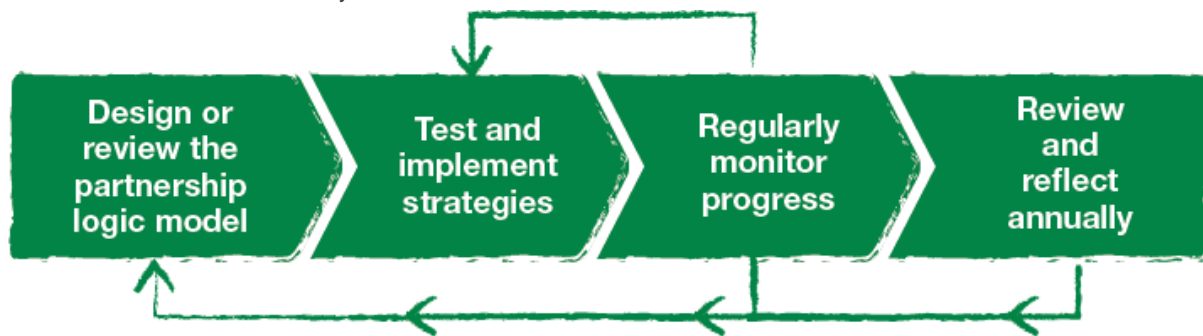 Design or
review the
partnership
logic model
Test and
implement
strategies
Regularly
monitor
progress
Review
and
reflect
annually